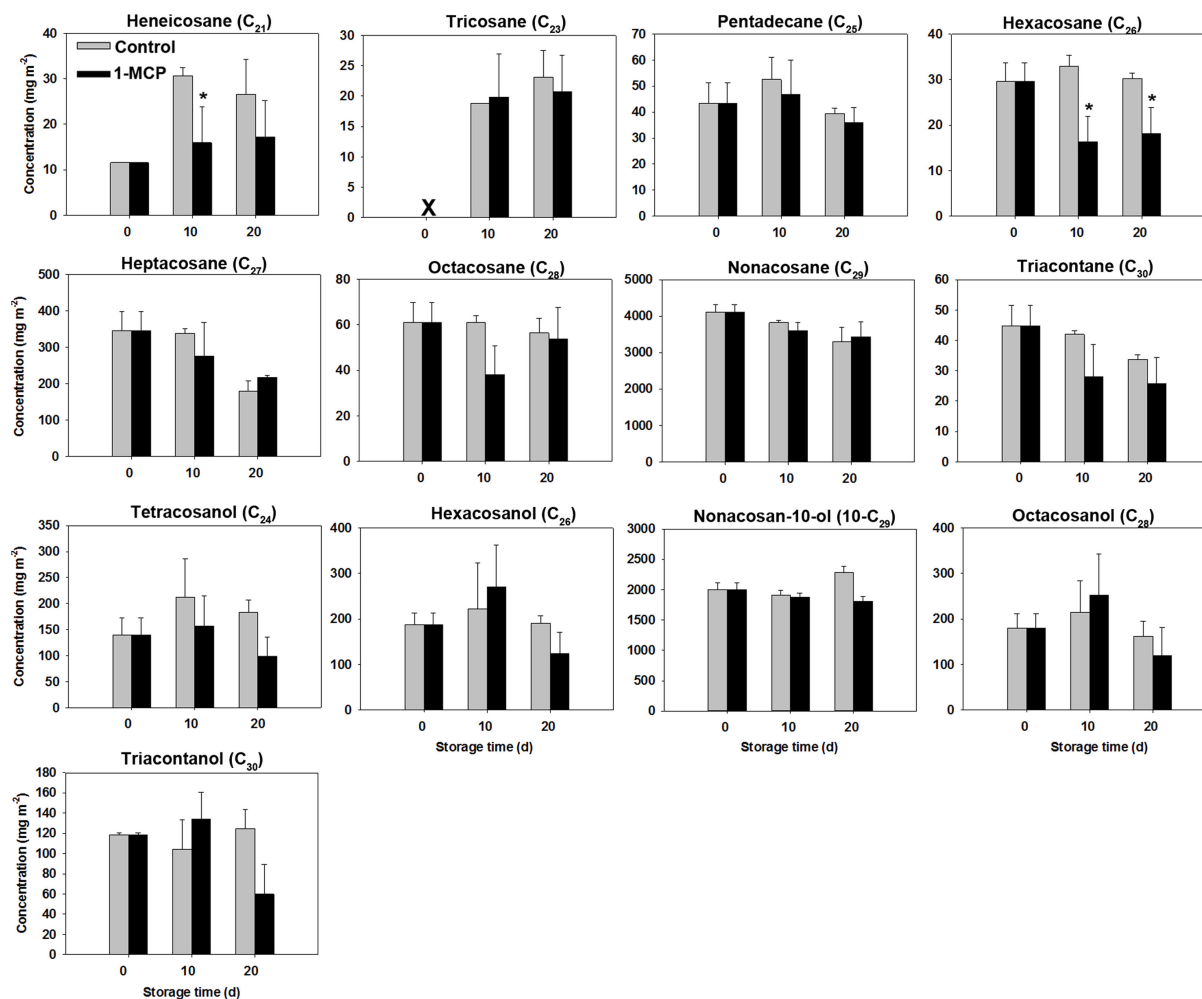 Heneicosane (C21)
Concentration (mg m-2)
40
30
20
10
0
Control
1-MCP
*
0 10 20
Tricosane (C23)
30
25
20
15
10
5
0
X
0 10 20
Pentadecane (C25)
70
60
50
40
30
20
10
0
0 10 20
Hexacosane (C26)
40
30
20
10
0
* *
0 10 20
Heptacosane (C27)
Concentration (mg m-2)
500
400
300
200
100
0
0 10 20
Octacosane (C28)
80
60
40
20
0
0 10 20
Nonacosane (C29)
5000
4000
3000
2000
1000
0
0 10 20
Triacontane (C30)
60
50
40
30
20
10
0
0 10 20
Tetracosanol (C24)
Concentration (mg m-2)
350
300
250
200
150
100
50
0
0 10 20
Hexacosanol (C26)
400
300
200
100
0
0 10 20
Storage time (d)
Nonacosan-10-ol (10-C29)
3000
2500
2000
1500
1000
500
0
0 10 20
Storage time (d)
Octacosanol (C28)
400
300
200
100
0
0 10 20
Storage time (d)
Triacontanol (C30)
Concentration (mg m-2)
180
160
140
120
100
80
60
40
20
0
0 10 20
Storage time (d)